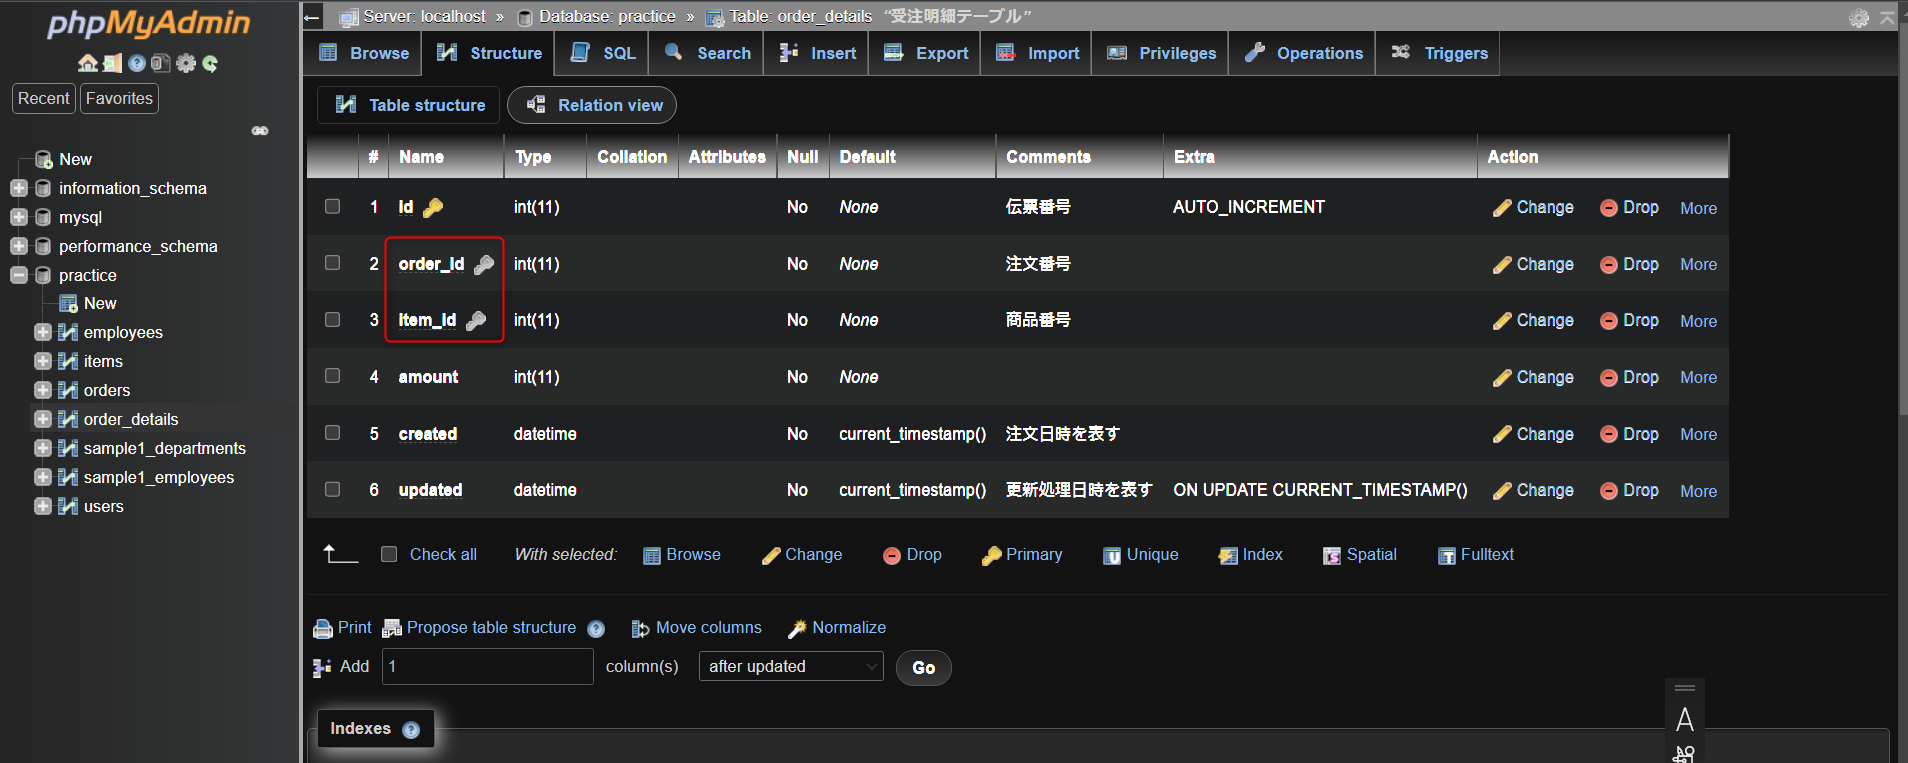 phpMyAdmin
Recent Favorites
New
information_schema
mysql
performance_schema
practice
New
employees
items
orders
order_details
sample1_departments
sample1_employees
users
Server: localhost » Database: practice » Table: order_details “受注明細テーブル”
Browse Structure SQL Search Insert Export Import Privileges Operations Triggers
Table structure Relation view
# Name Type Collation Attributes Null Default Comments Extra Action
1 id int(11) No None 伝票番号 AUTO_INCREMENT Change Drop More
2 order_id int(11) No None 注文番号 Change Drop More
3 item_id int(11) No None 商品番号 Change Drop More
4 amount int(11) No None Change Drop More
5 created datetime No current_timestamp() 注文日時を表す Change Drop More
6 updated datetime No current_timestamp() 更新処理日時を表す ON UPDATE CURRENT_TIMESTAMP() Change Drop More
Check all With selected: Browse Change Drop Primary Unique Index Spatial Fulltext
Print Propose table structure Move columns Normalize
Add 1 column(s) after updated Go
Indexes
A